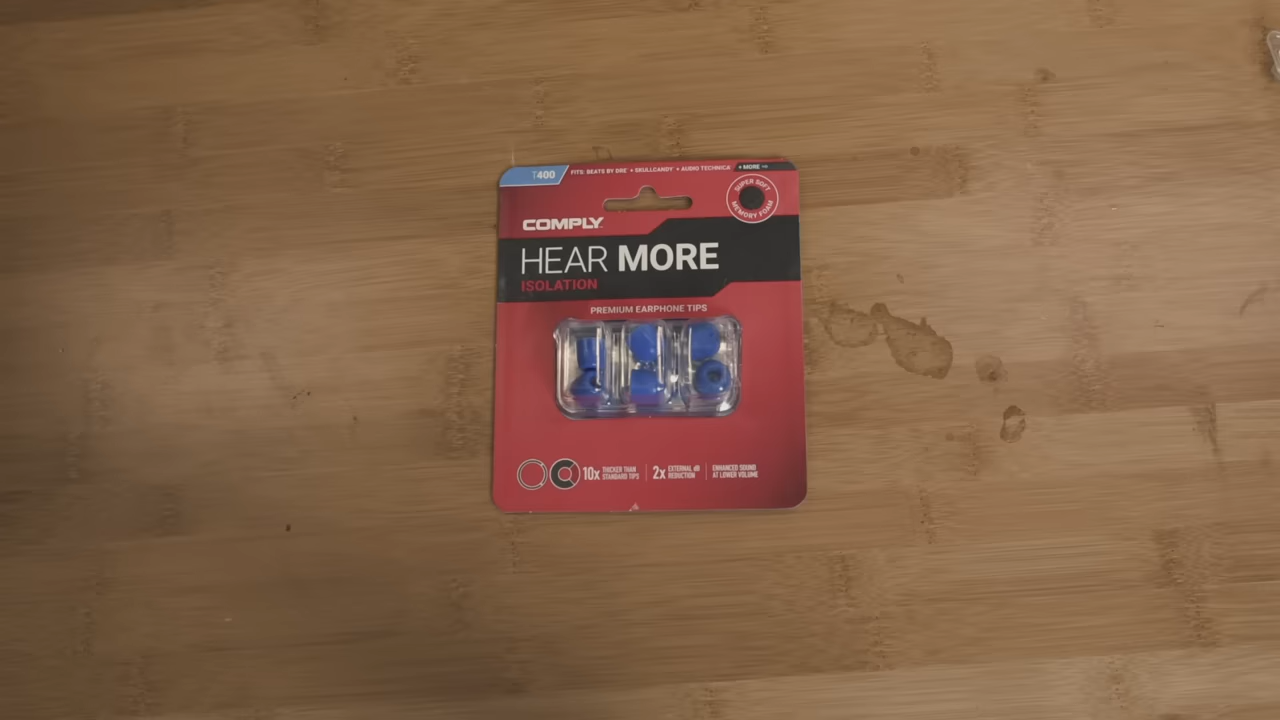 T400
FITS: BEATS BY DRE • SKULLCANDY • AUDIO TECHNICA
+ MORE
SUPER SOFT
MEMORY FOAM
COMPLY
HEAR MORE
ISOLATION
PREMIUM EARPHONE TIPS
10x THICKER THAN
STANDARD TIPS
2x EXTERNAL dB
REDUCTION
ENHANCED SOUND
AT LOWER VOLUME